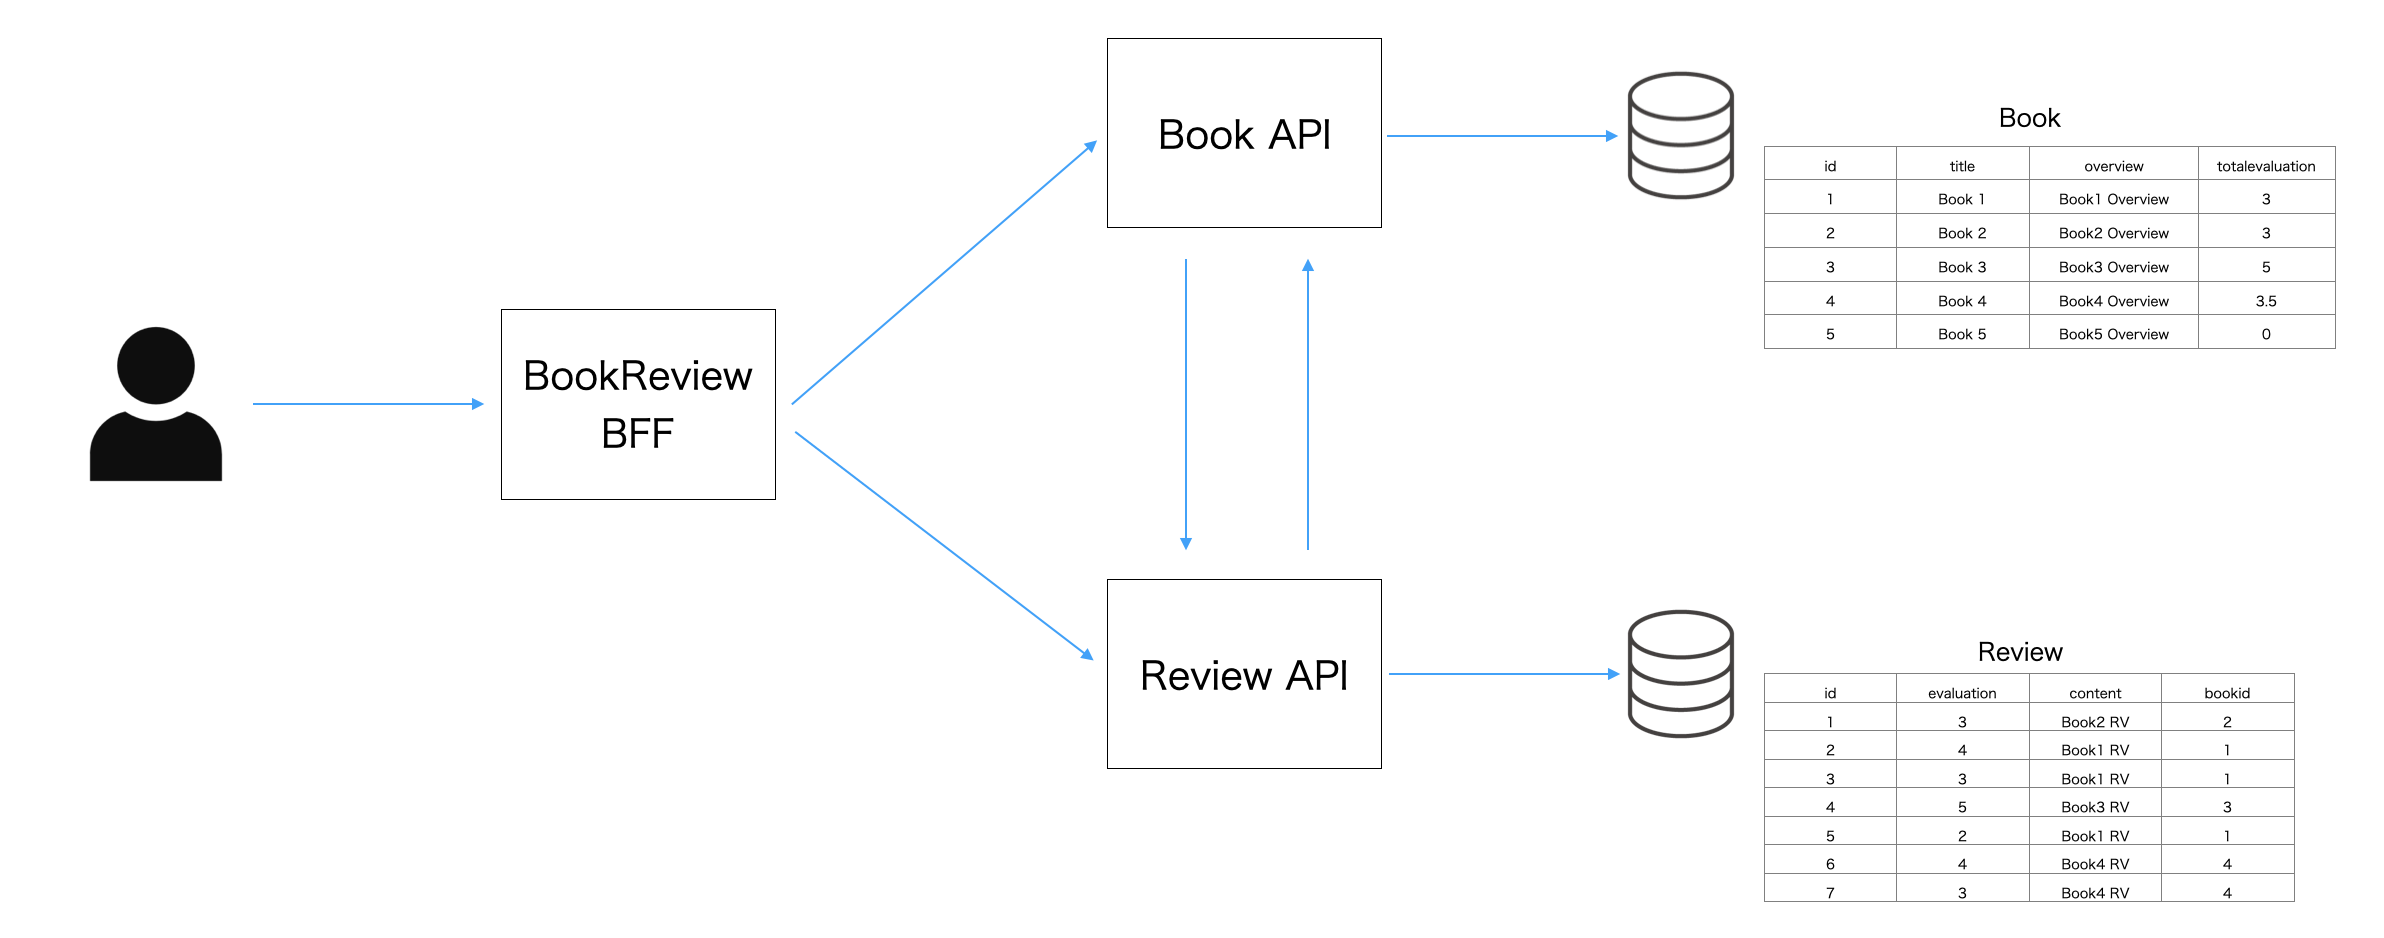 BookReview
BFF
Book API
Review API
Book
id title overview totalevaluation
1 Book 1 Book1 Overview 3
2 Book 2 Book2 Overview 3
3 Book 3 Book3 Overview 5
4 Book 4 Book4 Overview 3.5
5 Book 5 Book5 Overview 0
Review
id evaluation content bookid
1 3 Book2 RV 2
2 4 Book1 RV 1
3 3 Book1 RV 1
4 5 Book3 RV 3
5 2 Book1 RV 1
6 4 Book4 RV 4
7 3 Book4 RV 4